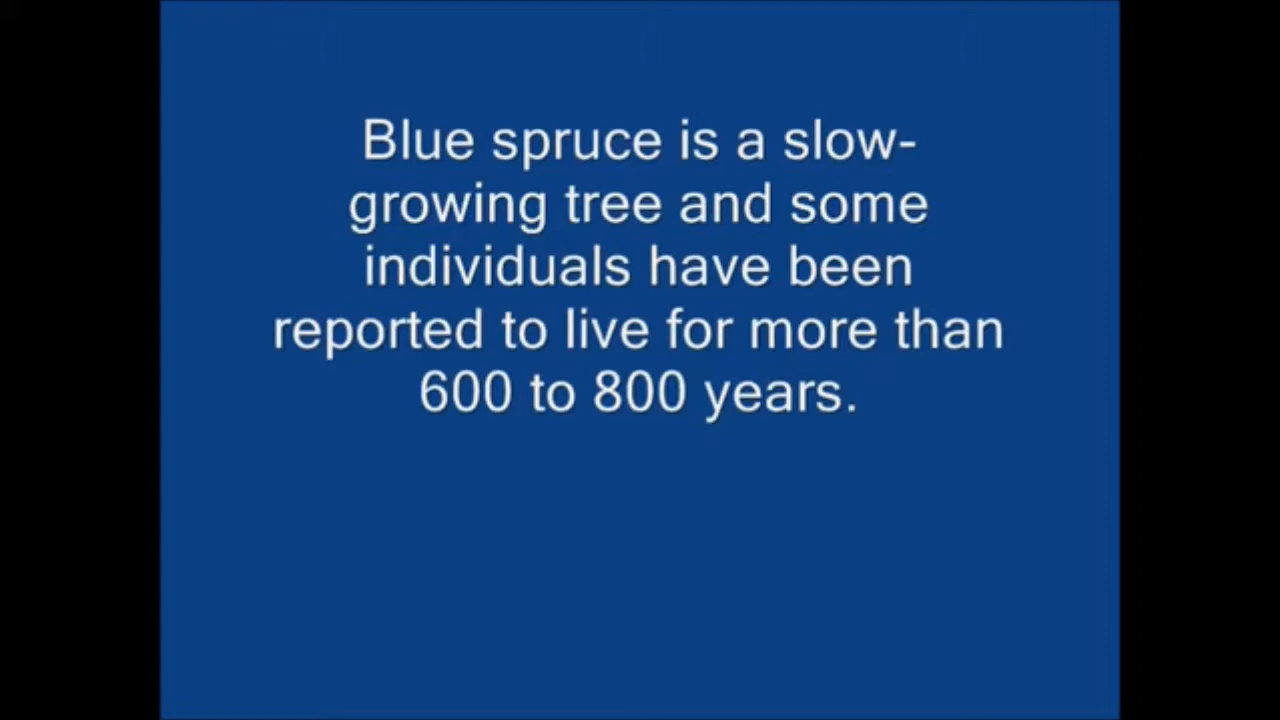 Blue spruce is a slow-
growing tree and some
individuals have been
reported to live for more than
600 to 800 years.